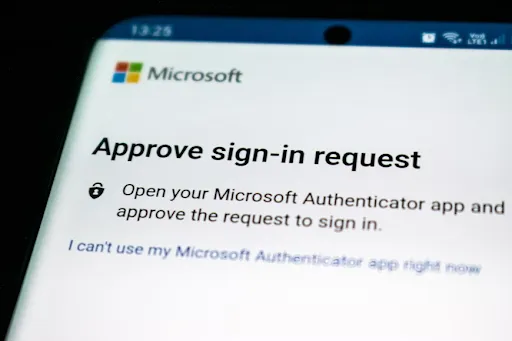 13:25
Microsoft
Approve sign-in request
Open your Microsoft Authenticator app and
approve the request to sign in.
I can't use my Microsoft Authenticator app right now